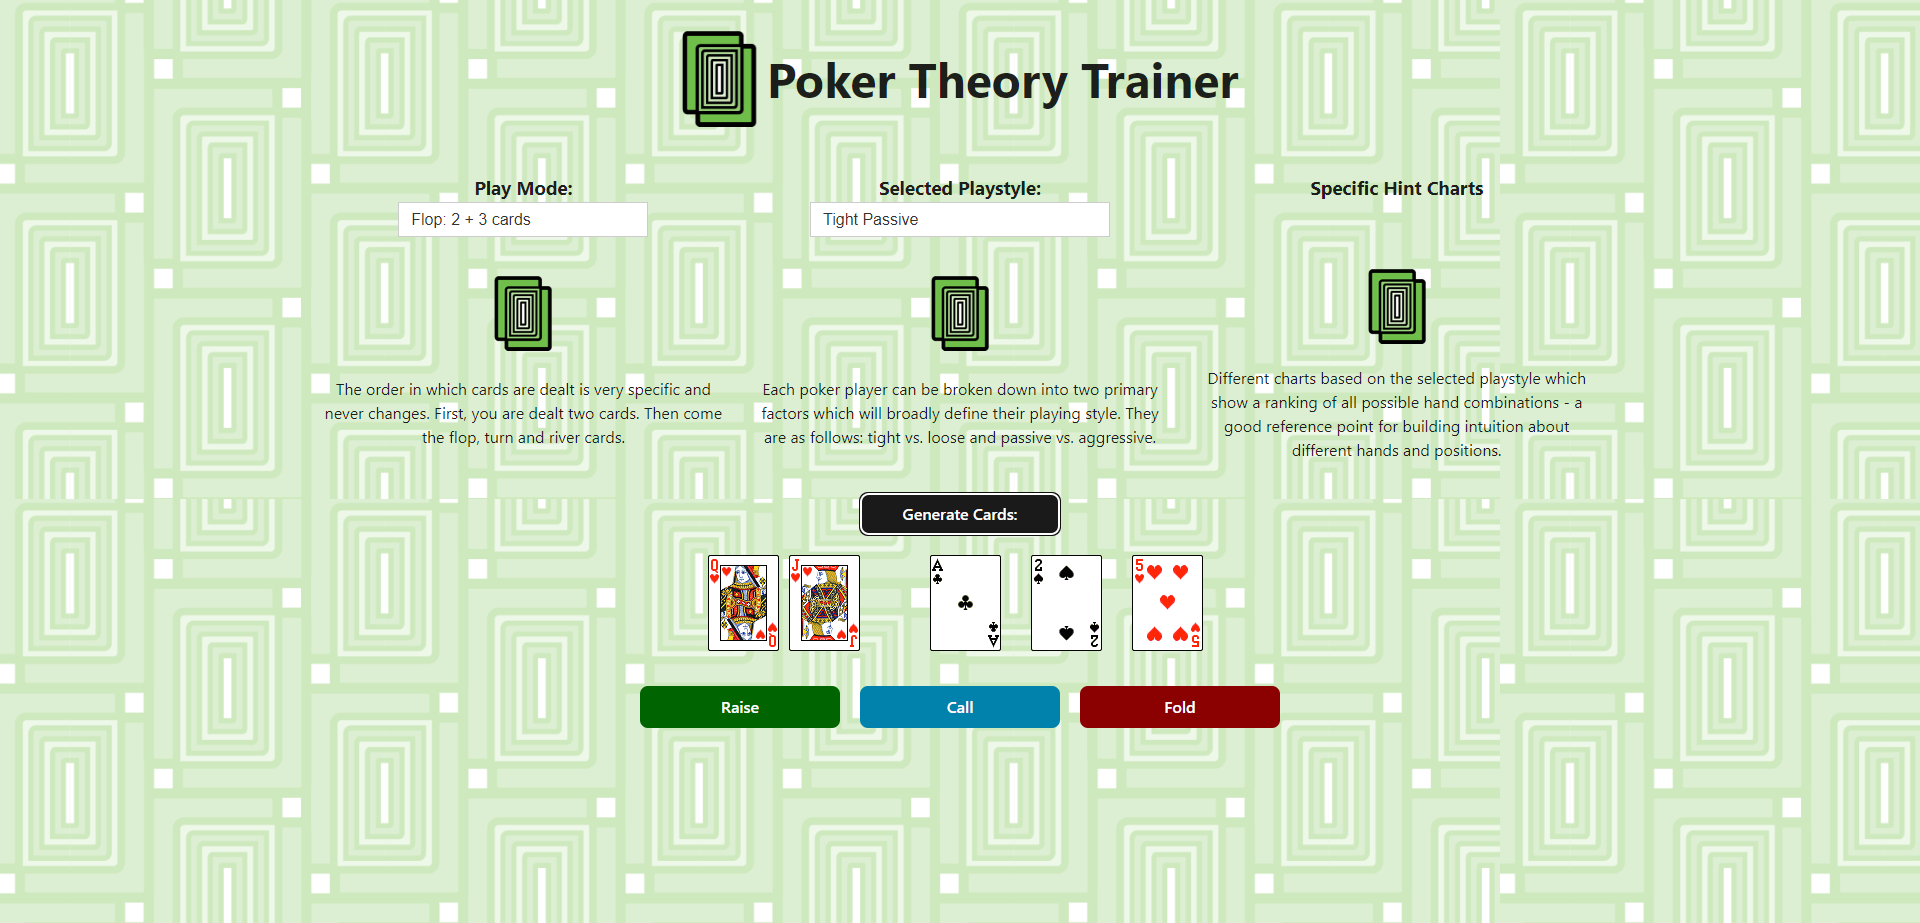 Poker Theory Trainer
Play Mode:
Flop: 2 + 3 cards
The order in which cards are dealt is very specific and
never changes. First, you are dealt two cards. Then come
the flop, turn and river cards.
Selected Playstyle:
Tight Passive
Each poker player can be broken down into two primary
factors which will broadly define their playing style. They
are as follows: tight vs. loose and passive vs. aggressive.
Specific Hint Charts
Different charts based on the selected playstyle which
show a ranking of all possible hand combinations - a
good reference point for building intuition about
different hands and positions.
Generate Cards:
Q
Q
J
J
A
A
2
2
5
5
Raise
Call
Fold